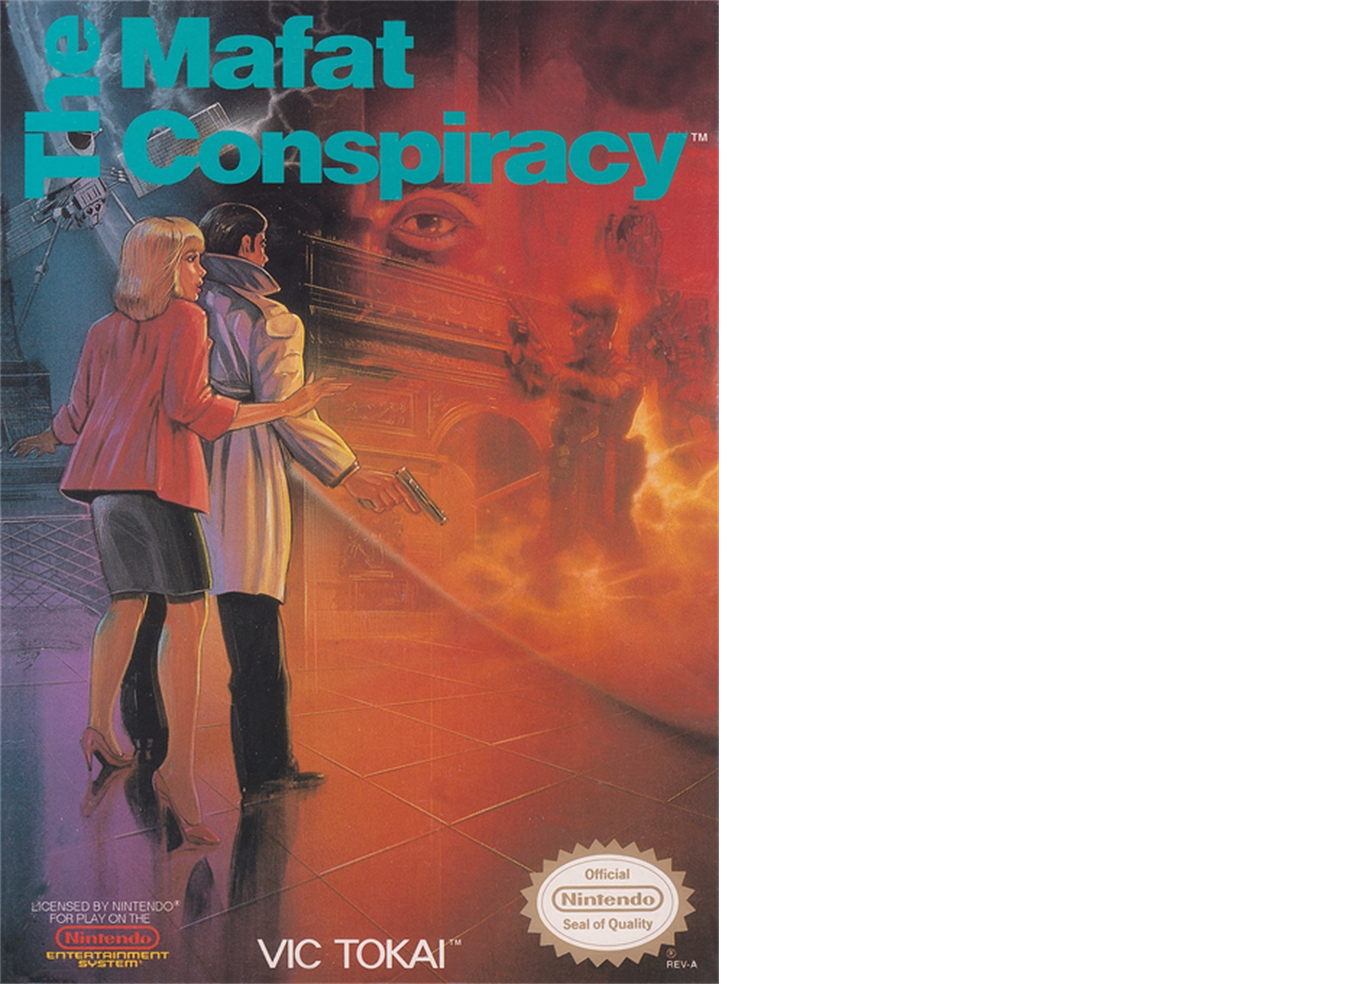 The Mafat
Conspiracy™
LICENSED BY NINTENDO®
FOR PLAY ON THE
Nintendo
ENTERTAINMENT
SYSTEM®
VIC TOKAI™
Official
Nintendo
Seal of Quality
®
REV-A